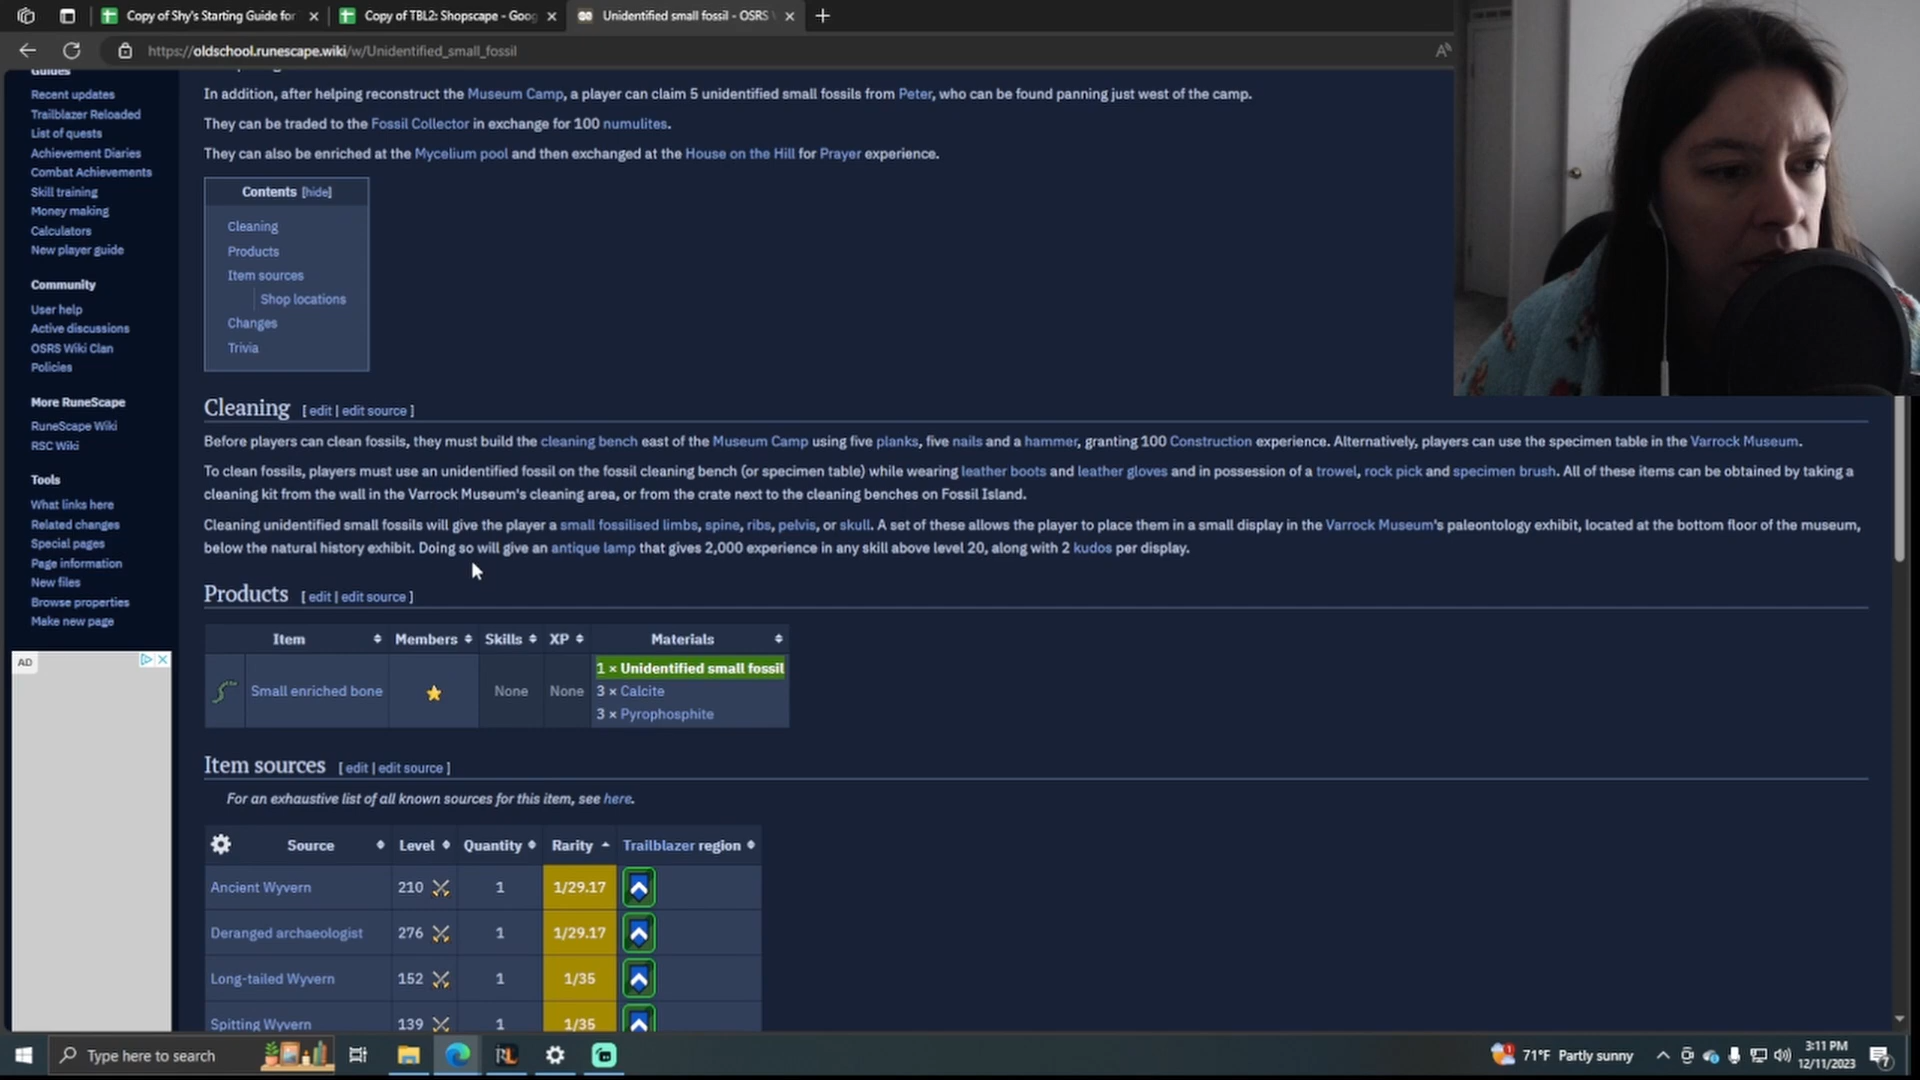 Copy of Shy's Starting Guide for
Copy of TBL2: Shopscape - Goog
Unidentified small fossil - OSRS
https://oldschool.runescape.wiki/w/Unidentified_small_fossil
Guides
Recent updates
Trailblazer Reloaded
List of quests
Achievement Diaries
Combat Achievements
Skill training
Money making
Calculators
New player guide
Community
User help
Active discussions
OSRS Wiki Clan
Policies
More RuneScape
RuneScape Wiki
RSC Wiki
Tools
What links here
Related changes
Special pages
Page information
New files
Browse properties
Make new page
AD
In addition, after helping reconstruct the Museum Camp, a player can claim 5 unidentified small fossils from Peter, who can be found panning just west of the camp.
They can be traded to the Fossil Collector in exchange for 100 numulites.
They can also be enriched at the Mycelium pool and then exchanged at the House on the Hill for Prayer experience.
Contents [hide]
Cleaning
Products
Item sources
Shop locations
Changes
Trivia
Cleaning [ edit | edit source ]
Before players can clean fossils, they must build the cleaning bench east of the Museum Camp using five planks, five nails and a hammer, granting 100 Construction experience. Alternatively, players can use the specimen table in the Varrock Museum.
To clean fossils, players must use an unidentified fossil on the fossil cleaning bench (or specimen table) while wearing leather boots and leather gloves and in possession of a trowel, rock pick and specimen brush. All of these items can be obtained by taking a
cleaning kit from the wall in the Varrock Museum's cleaning area, or from the crate next to the cleaning benches on Fossil Island.
Cleaning unidentified small fossils will give the player a small fossilised limbs, spine, ribs, pelvis, or skull. A set of these allows the player to place them in a small display in the Varrock Museum's paleontology exhibit, located at the bottom floor of the museum,
below the natural history exhibit. Doing so will give an antique lamp that gives 2,000 experience in any skill above level 20, along with 2 kudos per display.
Products [ edit | edit source ]
Item Members Skills XP Materials
Small enriched bone None None
1 × Unidentified small fossil
3 × Calcite
3 × Pyrophosphite
Item sources [ edit | edit source ]
For an exhaustive list of all known sources for this item, see here.
Source Level Quantity Rarity Trailblazer region
Ancient Wyvern 210 1 1/29.17
Deranged archaeologist 276 1 1/29.17
Long-tailed Wyvern 152 1 1/35
Spitting Wyvern 139 1 1/35
Type here to search
71°F Partly sunny
3:11 PM
12/11/2023
7